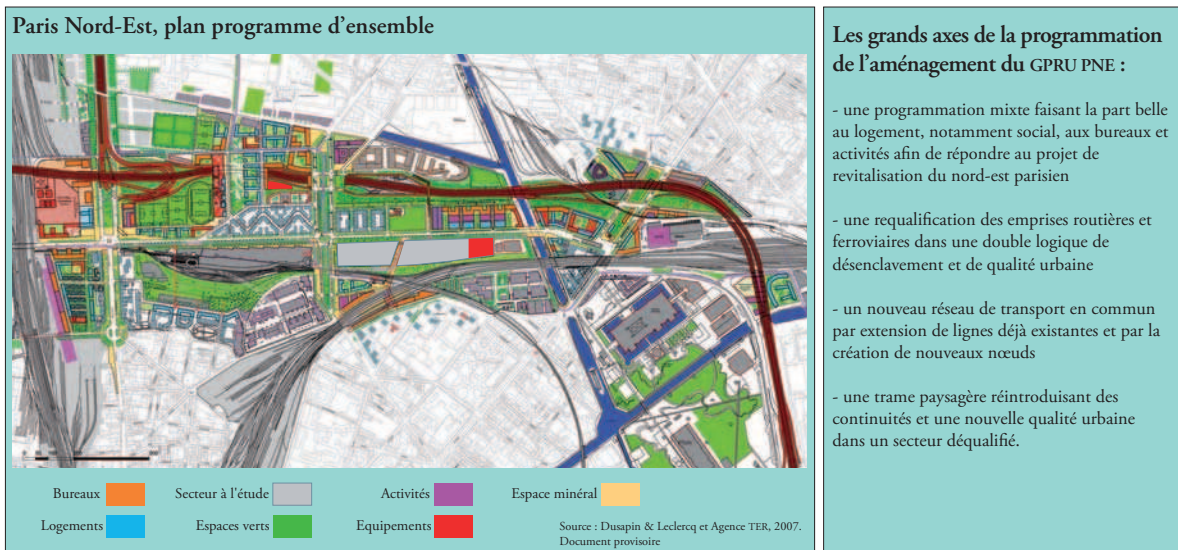 Paris Nord-Est, plan programme d’ensemble
Bureaux
Secteur à l'étude
Activités
Espace minéral
Logements
Espaces verts
Equipements
Source : Dusapin & Leclercq et Agence TER, 2007.
Document provisoire
Les grands axes de la programmation
de l’aménagement du GPRU PNE :
- une programmation mixte faisant la part belle
au logement, notamment social, aux bureaux et
activités afin de répondre au projet de
revitalisation du nord-est parisien
- une requalification des emprises routières et
ferroviaires dans une double logique de
désenclavement et de qualité urbaine
- un nouveau réseau de transport en commun
par extension de lignes déjà existantes et par la
création de nouveaux nœuds
- une trame paysagère réintroduisant des
continuités et une nouvelle qualité urbaine
dans un secteur déqualifié.